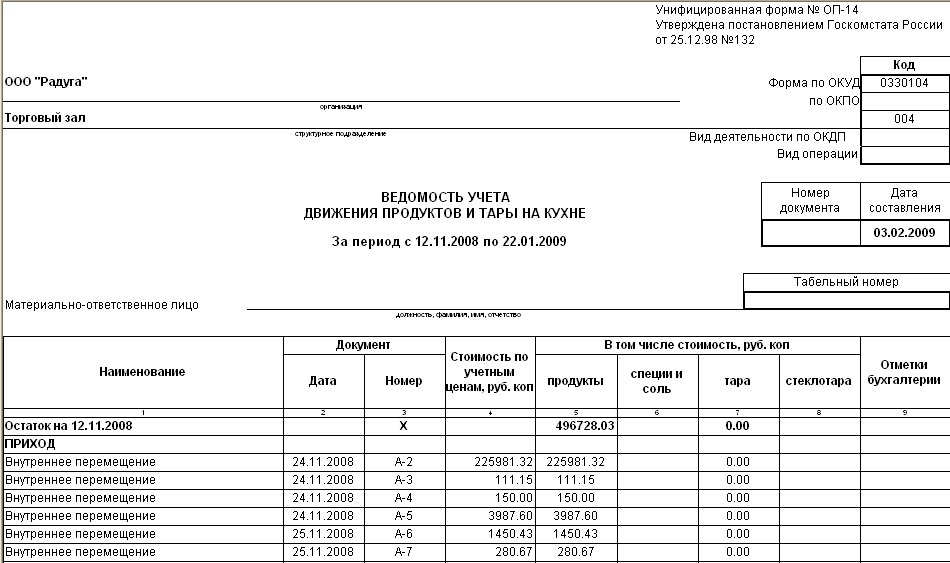 Унифицированная форма № ОП-14
Утверждена постановлением Госкомстата России
от 25.12.98 №132
Код
ООО "Радуга"
Форма по ОКУД 0330104
организация
по ОКПО
Торговый зал 004
структурное подразделение
Вид деятельности по ОКДП
Вид операции
ВЕДОМОСТЬ УЧЕТА
ДВИЖЕНИЯ ПРОДУКТОВ И ТАРЫ НА КУХНЕ
За период с 12.11.2008 по 22.01.2009
Номер документа Дата составления
03.02.2009
Табельный номер
Материально-ответственное лицо
должность, фамилия, имя, отчетство
Наименование Документ Стоимость по учетным ценам, руб. коп В том числе стоимость, руб. коп Отметки бухгалтерии
Дата Номер продукты специи и соль тара стеклотара
1 2 3 4 5 6 7 8 9
Остаток на 12.11.2008 X 496728.03 0.00
ПРИХОД
Внутреннее перемещение 24.11.2008 А-2 225981.32 225981.32 0.00
Внутреннее перемещение 24.11.2008 А-3 111.15 111.15 0.00
Внутреннее перемещение 24.11.2008 А-4 150.00 150.00 0.00
Внутреннее перемещение 24.11.2008 А-5 3987.60 3987.60 0.00
Внутреннее перемещение 25.11.2008 А-6 1450.43 1450.43 0.00
Внутреннее перемещение 25.11.2008 А-7 280.67 280.67 0.00